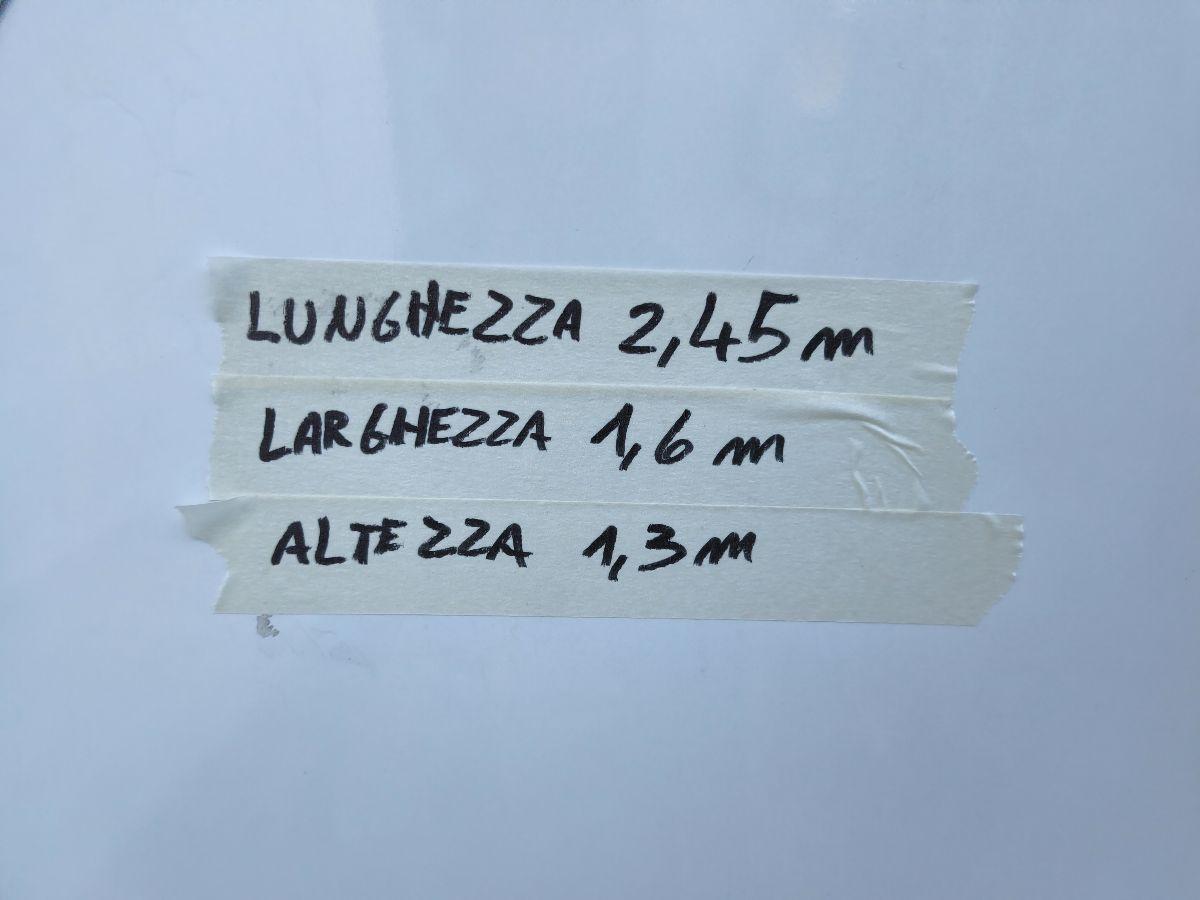 LUNGHEZZA 2,45 m
LARGHEZZA 1,6 m
ALTEZZA 1,3 m